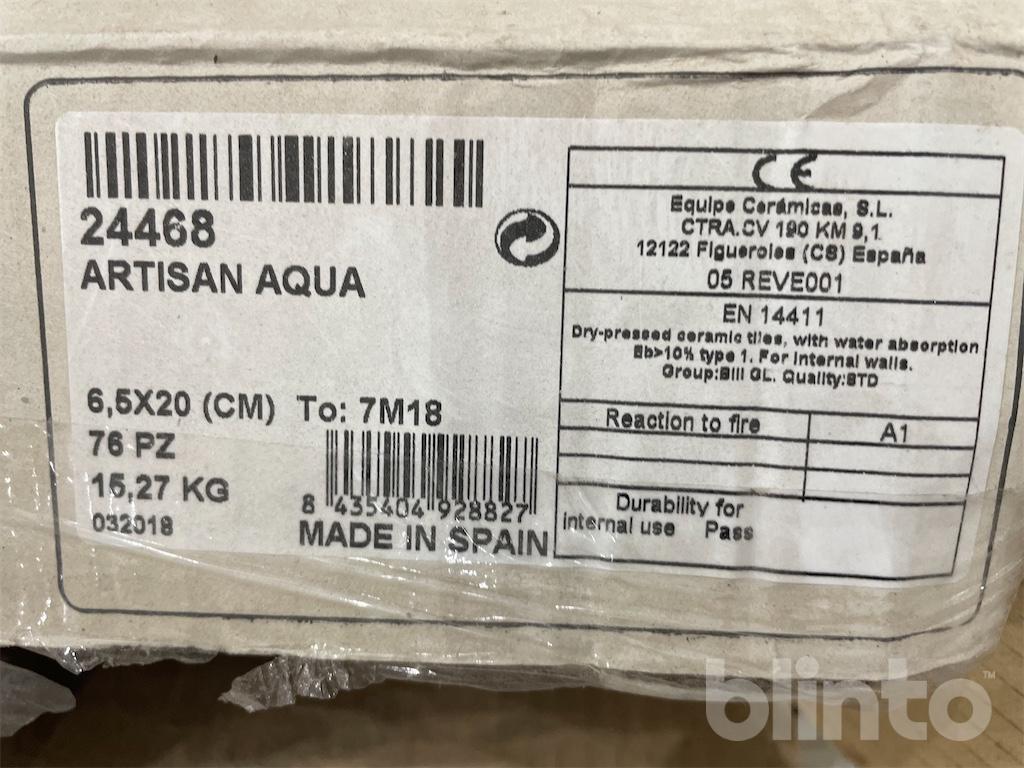 24468
ARTISAN AQUA
6,5X20 (CM) To: 7M18
76 PZ
15,27 KG
032018
8 435404 928827
MADE IN SPAIN
CE
Equipe Cerámicas, S.L.
CTRA.CV 190 KM 9,1
12122 Figueroles (CS) España
05 REVE001
EN 14411
Dry-pressed ceramic tiles, with water absorption
Eb>10% type 1. For internal walls.
Group:BIII GL. Quality:STD
Reaction to fire A1
Durability for
internal use Pass
blinto™